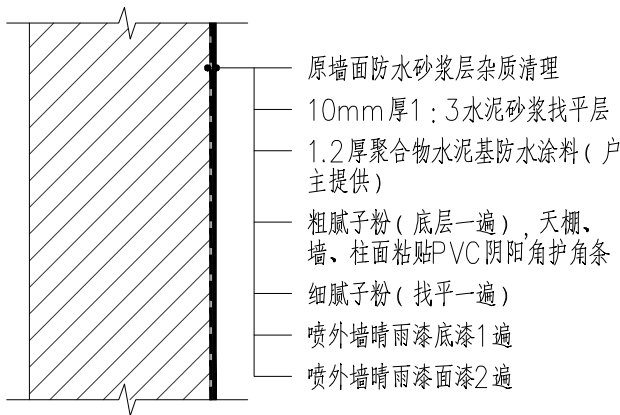 原墙面防水砂浆层杂质清理
10mm厚1:3水泥砂浆找平层
1.2厚聚合物水泥基防水涂料(户
主提供)
粗腻子粉(底层一遍),天棚、
墙、柱面粘贴PVC阴阳角护角条
细腻子粉(找平一遍)
喷外墙晴雨漆底漆1遍
喷外墙晴雨漆面漆2遍